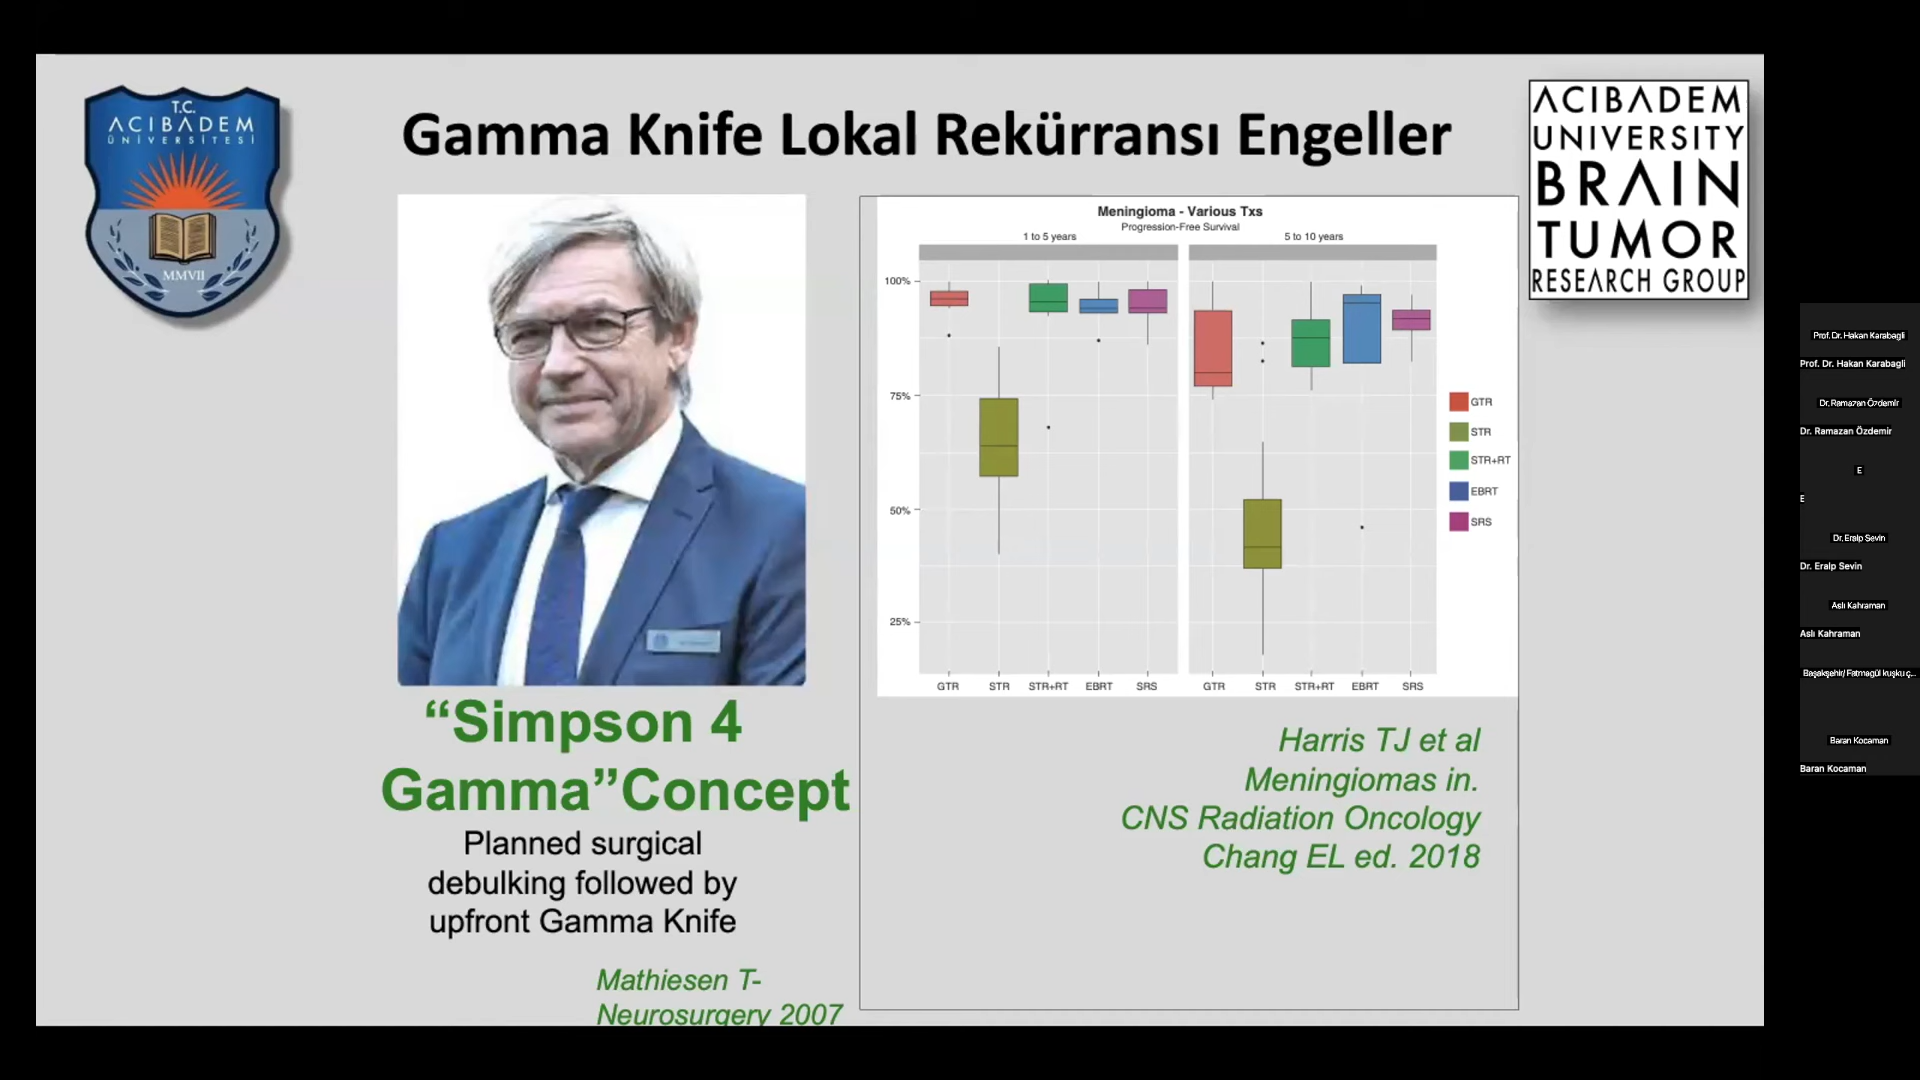 T.C.
ACIBADEM
ÜNİVERSİTESİ
MMVII
Gamma Knife Lokal Rekürransı Engeller
ACIBADEM
UNIVERSITY
BRAIN
TUMOR
RESEARCH GROUP
Meningioma - Various Txs
Progression-Free Survival
1 to 5 years
5 to 10 years
100%
75%
50%
25%
GTR
STR
STR+RT
EBRT
SRS
GTR
STR
STR+RT
EBRT
SRS
GTR
STR
STR+RT
EBRT
SRS
“Simpson 4
Gamma”Concept
Planned surgical
debulking followed by
upfront Gamma Knife
Mathiesen T-
Neurosurgery 2007
Harris TJ et al
Meningiomas in.
CNS Radiation Oncology
Chang EL ed. 2018
Prof. Dr. Hakan Karabagli
Prof. Dr. Hakan Karabagli
Dr. Ramazan Özdemir
Dr. Ramazan Özdemir
E
E
Dr. Eralp Sevin
Dr. Eralp Sevin
Aslı Kahraman
Aslı Kahraman
Başakşehir/ Fatmagül kuşku ç...
Baran Kocaman
Baran Kocaman